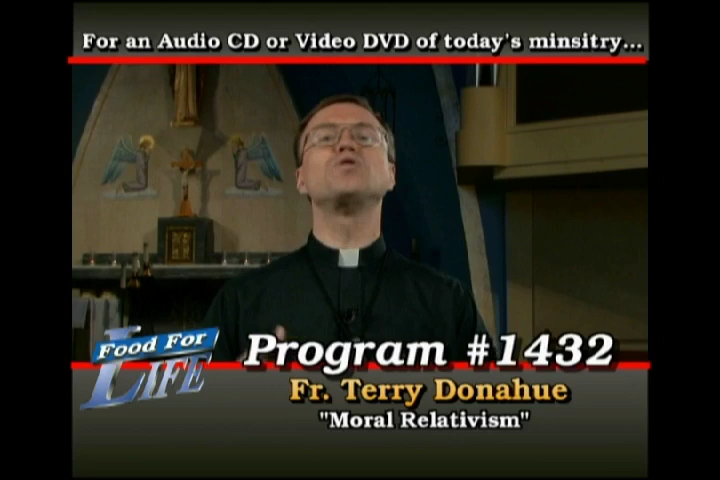 For an Audio CD or Video DVD of today's minsitry...
Food For
LIFE
Program #1432
Fr. Terry Donahue
"Moral Relativism"